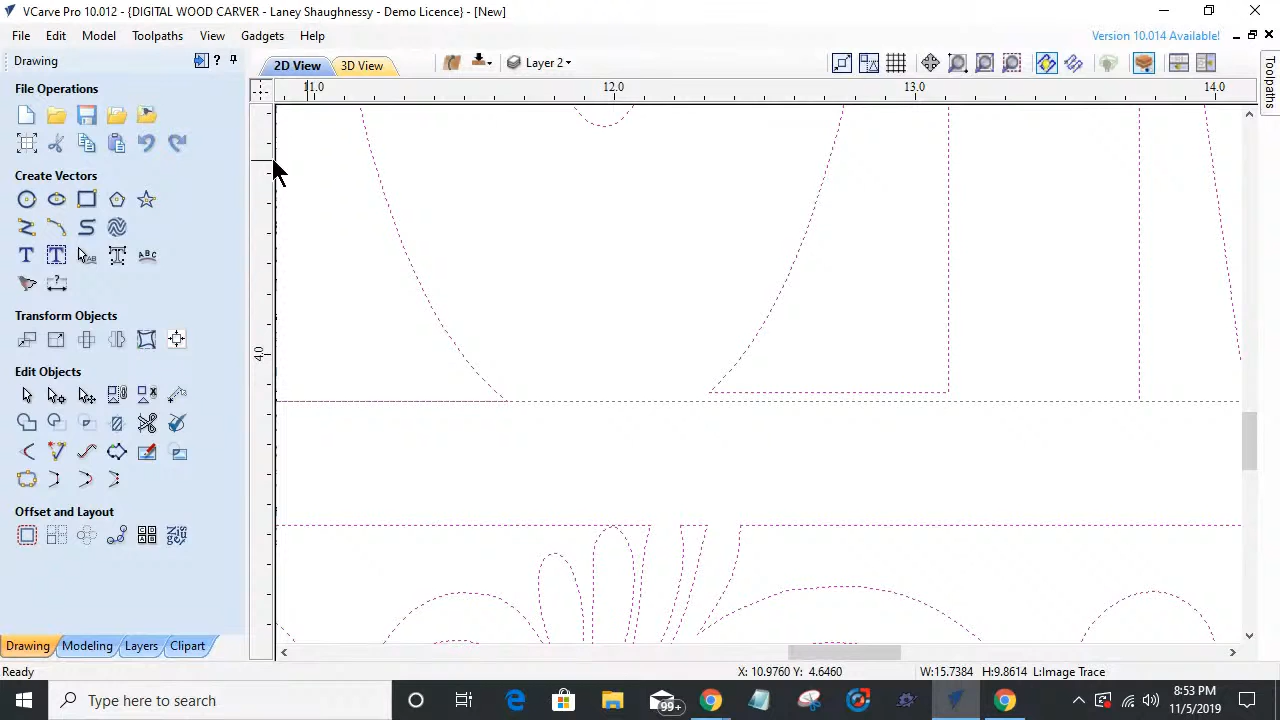 VCarve Pro 10.012 - {DIGITAL WOOD CARVER - Laney Shaughnessy - Demo Licence} - [New]
File Edit Model Toolpaths View Gadgets Help
Version 10.014 Available!
Drawing
2D View
3D View
Layer 2
Toolpaths
File Operations
11.0
12.0
13.0
14.0
Create Vectors
4.0
Transform Objects
Edit Objects
Offset and Layout
Drawing Modeling Layers Clipart
Ready
X: 10.9760 Y: 4.6460
W:15.7384 H:9.8614 L:Image Trace
Type here to search
99+
8:53 PM
11/5/2019